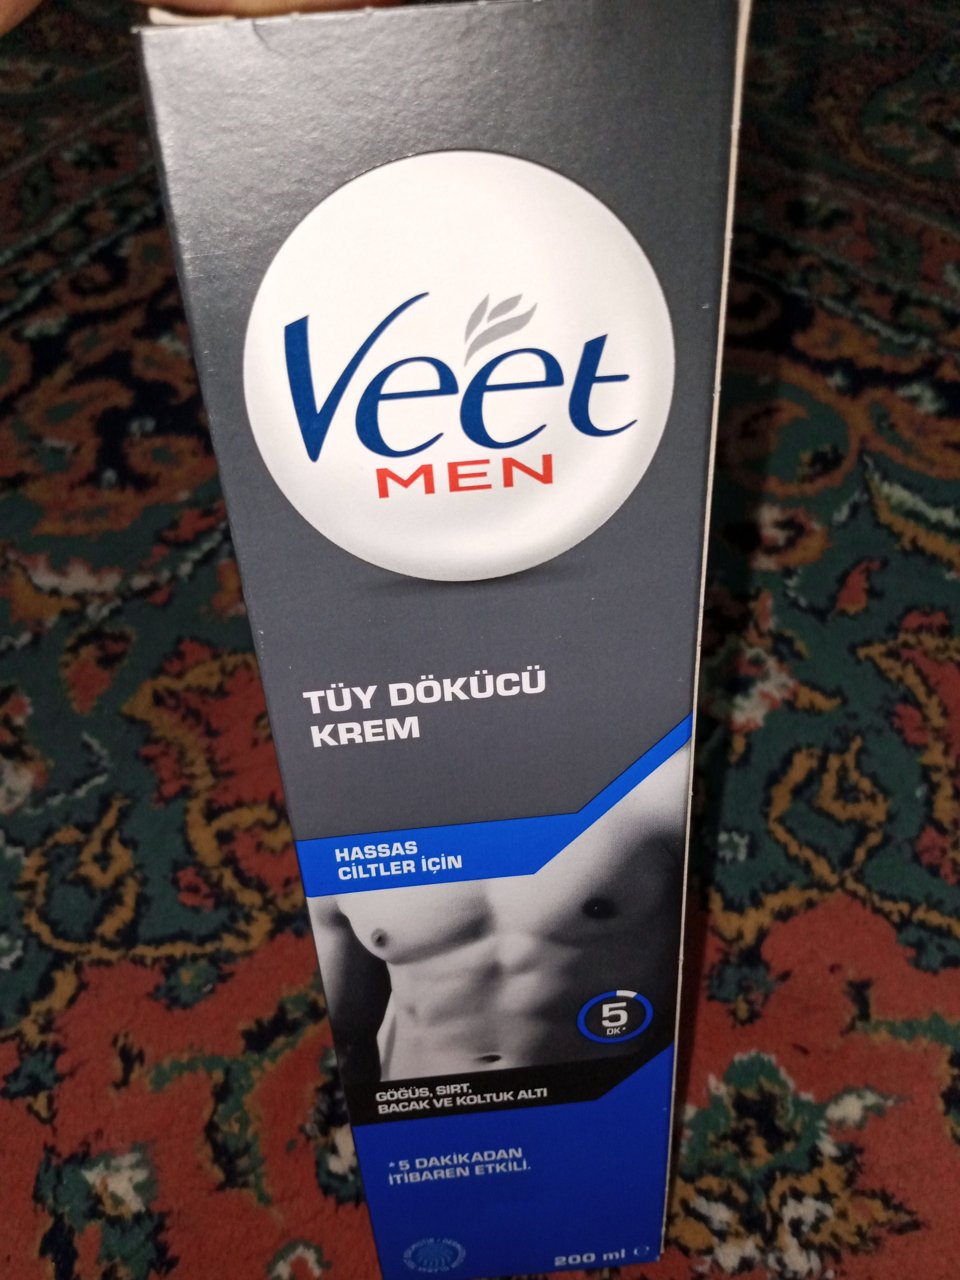 Veet
MEN
TÜY DÖKÜCÜ
KREM
HASSAS
CİLTLER İÇİN
5
DK*
GÖĞÜS, SIRT,
BACAK VE KOLTUK ALTI
*5 DAKİKADAN
İTİBAREN ETKİLİ.
200 ml ℮